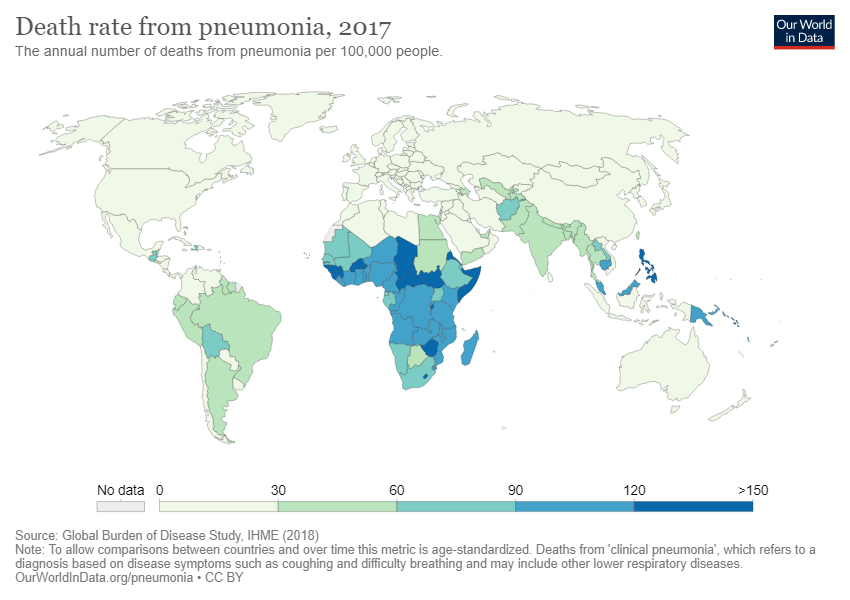 Death rate from pneumonia, 2017
The annual number of deaths from pneumonia per 100,000 people.
Our World
in Data
No data 0 30 60 90 120 >150
Source: Global Burden of Disease Study, IHME (2018)
Note: To allow comparisons between countries and over time this metric is age-standardized. Deaths from 'clinical pneumonia', which refers to a
diagnosis based on disease symptoms such as coughing and difficulty breathing and may include other lower respiratory diseases.
OurWorldInData.org/pneumonia • CC BY